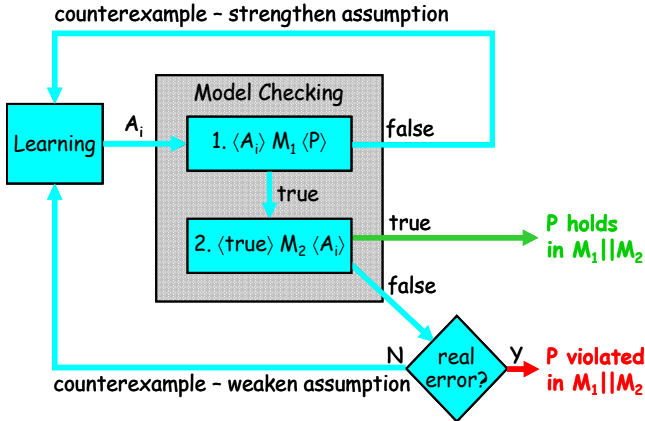 counterexample – strengthen assumption
Model Checking
Learning
Aᵢ
1. ⟨Aᵢ⟩ M₁ ⟨P⟩
false
true
2. ⟨true⟩ M₂ ⟨Aᵢ⟩
true
P holds
in M₁||M₂
false
N
real
error?
Y
P violated
in M₁||M₂
counterexample – weaken assumption